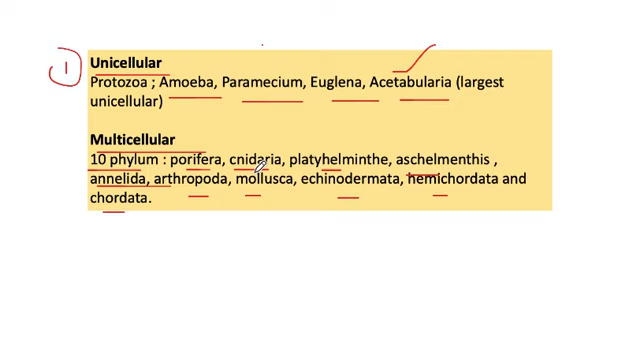 1
Unicellular
Protozoa ; Amoeba, Paramecium, Euglena, Acetabularia (largest
unicellular)
Multicellular
10 phylum : porifera, cnidaria, platyhelminthe, aschelmenthis ,
annelida, arthropoda, mollusca, echinodermata, hemichordata and
chordata.